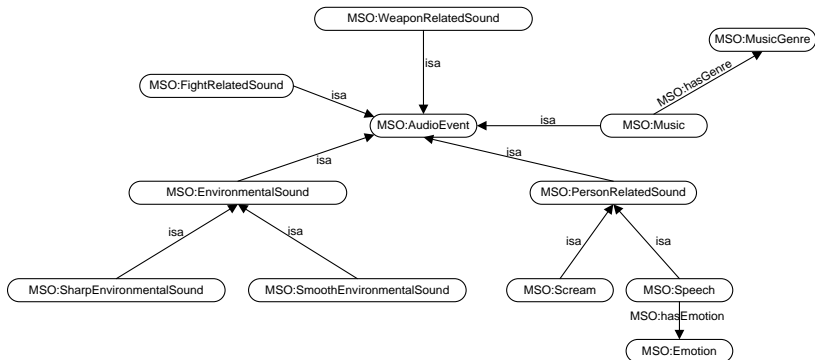 MSO:WeaponRelatedSound
MSO:MusicGenre
isa
MSO:hasGenre
MSO:FightRelatedSound
isa
MSO:AudioEvent
isa
MSO:Music
isa
isa
MSO:EnvironmentalSound
MSO:PersonRelatedSound
isa
isa
isa
isa
MSO:SharpEnvironmentalSound
MSO:SmoothEnvironmentalSound
MSO:Scream
MSO:Speech
MSO:hasEmotion
MSO:Emotion